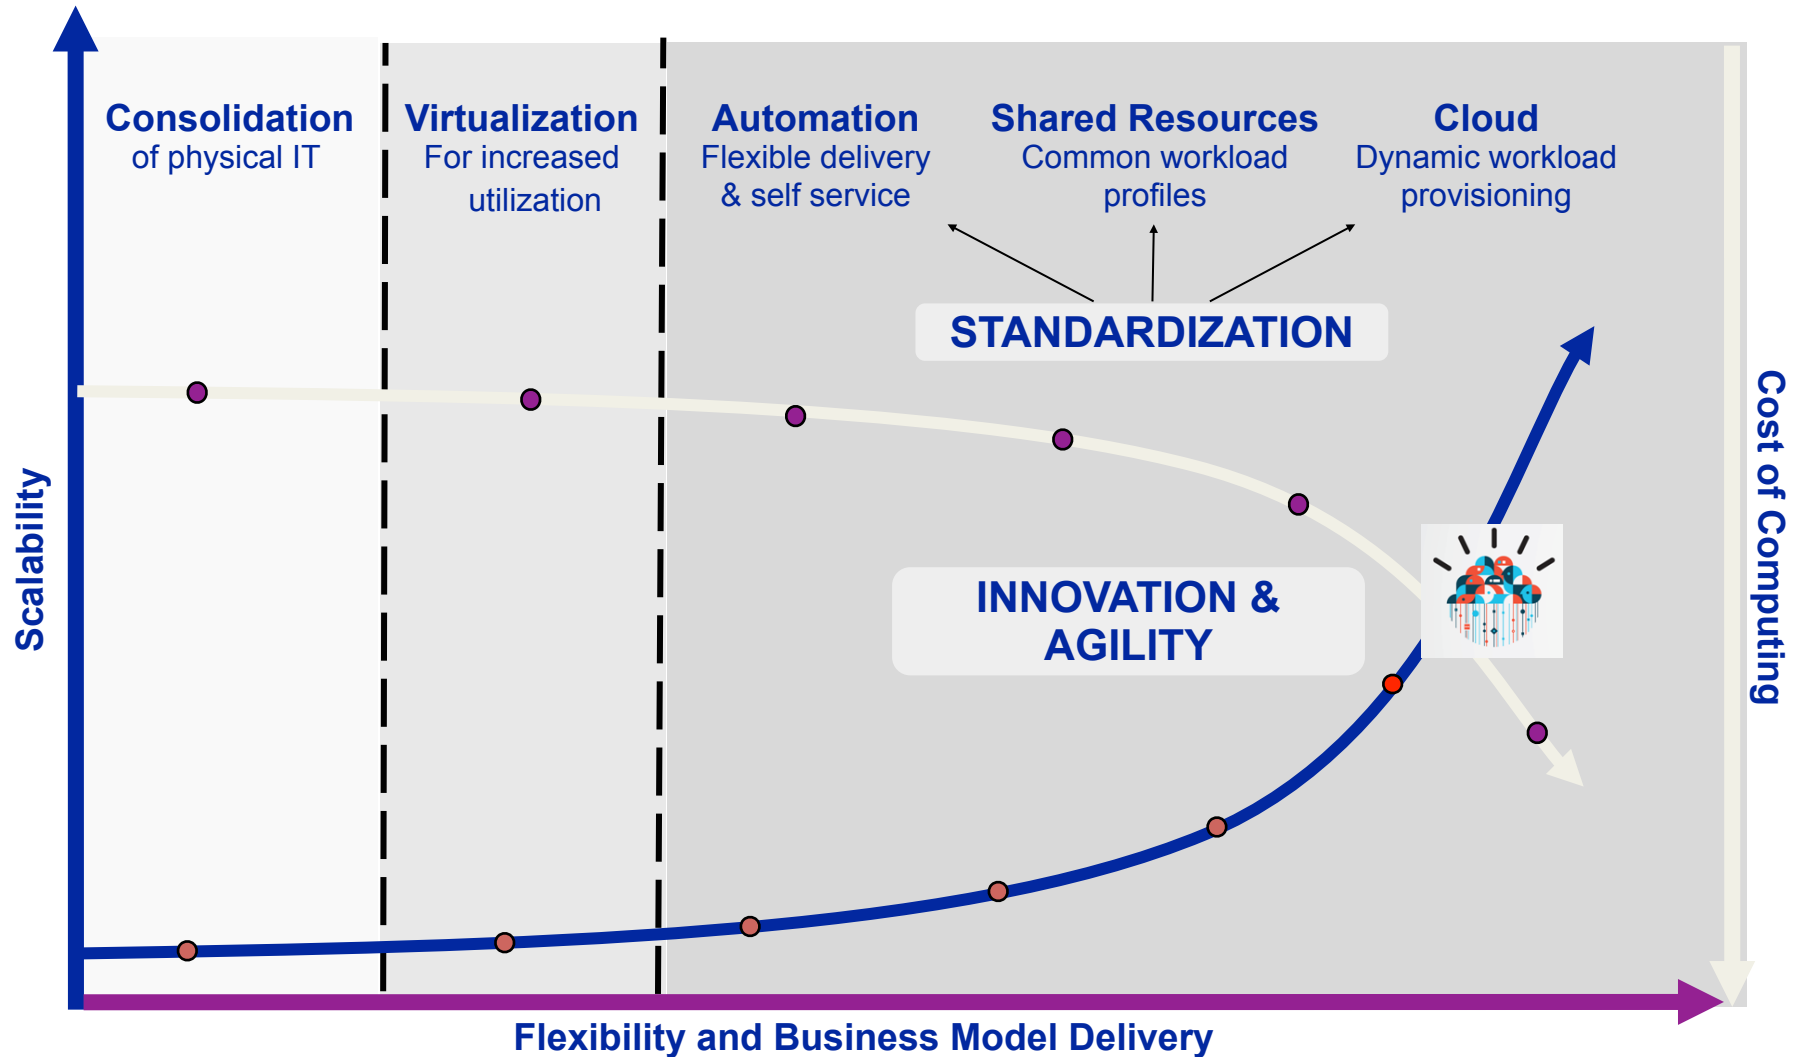 Consolidation
of physical IT
Virtualization
For increased
utilization
Automation
Flexible delivery
& self service
Shared Resources
Common workload
profiles
Cloud
Dynamic workload
provisioning
STANDARDIZATION
INNOVATION &
AGILITY
Scalability
Cost of Computing
Flexibility and Business Model Delivery